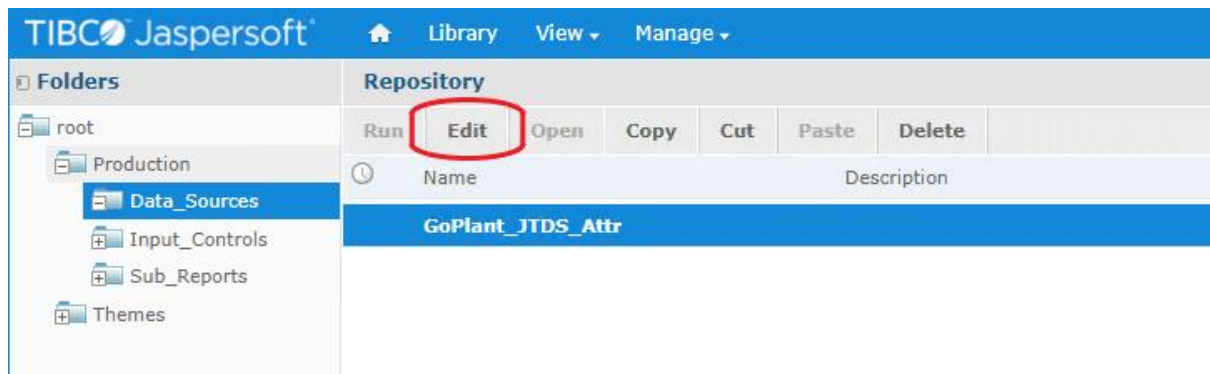 TIBCO Jaspersoft Library View Manage
Folders
root
Production
Data_Sources
Input_Controls
Sub_Reports
Themes
Repository
Run Edit Open Copy Cut Paste Delete
Name Description
GoPlant_JTDS_Attr